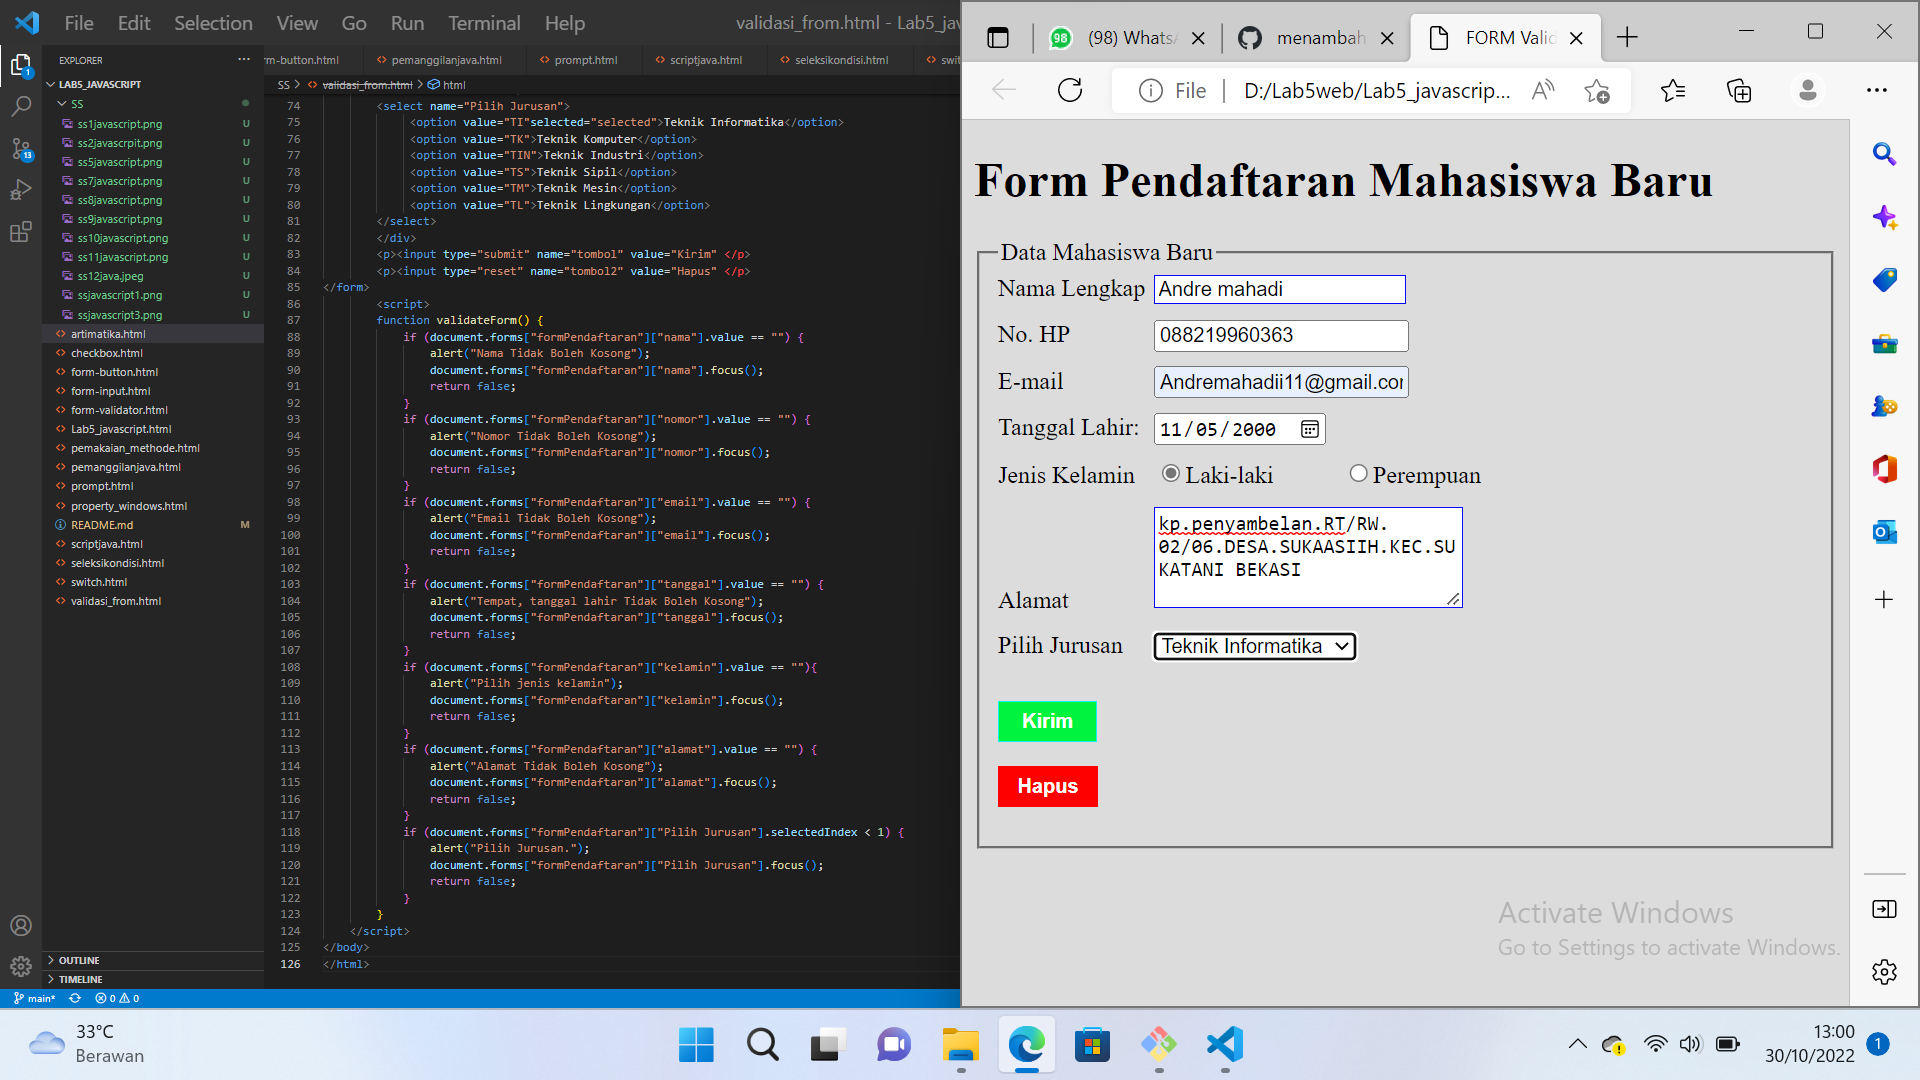 File Edit Selection View Go Run Terminal Help validasi_from.html - Lab5_jav
EXPLORER ···
LAB5_JAVASCRIPT
SS
ss1javascript.png U
ss2javacrpit.png U
ss5javascript.png U
ss7javascript.png U
ss8javascript.png U
ss9javascript.png U
ss10javascript.png U
ss11javascript.png U
ss12java.jpeg U
ssjavascript1.png U
ssjavascript3.png U
artimatika.html
checkbox.html
form-button.html
form-input.html
form-validator.html
Lab5_javascript.html
pemakaian_methode.html
pemanggilanjava.html
prompt.html
property_windows.html
README.md M
scriptjava.html
seleksikondisi.html
switch.html
validasi_from.html
OUTLINE
TIMELINE
main* 0 0
1
13
rm-button.html pemanggilanjava.html prompt.html scriptjava.html seleksikondisi.html swit
SS > validasi_from.html > html
74 <select name="Pilih Jurusan">
75 <option value="TI"selected="selected">Teknik Informatika</option>
76 <option value="TK">Teknik Komputer</option>
77 <option value="TIN">Teknik Industri</option>
78 <option value="TS">Teknik Sipil</option>
79 <option value="TM">Teknik Mesin</option>
80 <option value="TL">Teknik Lingkungan</option>
81 </select>
82 </div>
83 <p><input type="submit" name="tombol" value="Kirim" </p>
84 <p><input type="reset" name="tombol2" value="Hapus" </p>
85 </form>
86 <script>
87 function validateForm() {
88 if (document.forms["formPendaftaran"]["nama"].value == "") {
89 alert("Nama Tidak Boleh Kosong");
90 document.forms["formPendaftaran"]["nama"].focus();
91 return false;
92 }
93 if (document.forms["formPendaftaran"]["nomor"].value == "") {
94 alert("Nomor Tidak Boleh Kosong");
95 document.forms["formPendaftaran"]["nomor"].focus();
96 return false;
97 }
98 if (document.forms["formPendaftaran"]["email"].value == "") {
99 alert("Email Tidak Boleh Kosong");
100 document.forms["formPendaftaran"]["email"].focus();
101 return false;
102 }
103 if (document.forms["formPendaftaran"]["tanggal"].value == "") {
104 alert("Tempat, tanggal lahir Tidak Boleh Kosong");
105 document.forms["formPendaftaran"]["tanggal"].focus();
106 return false;
107 }
108 if (document.forms["formPendaftaran"]["kelamin"].value == ""){
109 alert("Pilih jenis kelamin");
110 document.forms["formPendaftaran"]["kelamin"].focus();
111 return false;
112 }
113 if (document.forms["formPendaftaran"]["alamat"].value == "") {
114 alert("Alamat Tidak Boleh Kosong");
115 document.forms["formPendaftaran"]["alamat"].focus();
116 return false;
117 }
118 if (document.forms["formPendaftaran"]["Pilih Jurusan"].selectedIndex < 1) {
119 alert("Pilih Jurusan.");
120 document.forms["formPendaftaran"]["Pilih Jurusan"].focus();
121 return false;
122 }
123 }
124 </script>
125 </body>
126 </html>
98 (98) WhatsA menambah FORM Valid
File D:/Lab5web/Lab5_javascrip...
Form Pendaftaran Mahasiswa Baru
Data Mahasiswa Baru
Nama Lengkap Andre mahadi
No. HP 088219960363
E-mail Andremahadii11@gmail.cor
Tanggal Lahir: 11/05/2000
Jenis Kelamin Laki-laki Perempuan
kp.penyambelan.RT/RW.
02/06.DESA.SUKAASIIH.KEC.SU
KATANI BEKASI
Alamat
Pilih Jurusan Teknik Informatika
Kirim
Hapus
Activate Windows
Go to Settings to activate Windows.
33°C
Berawan
13:00
30/10/2022
1